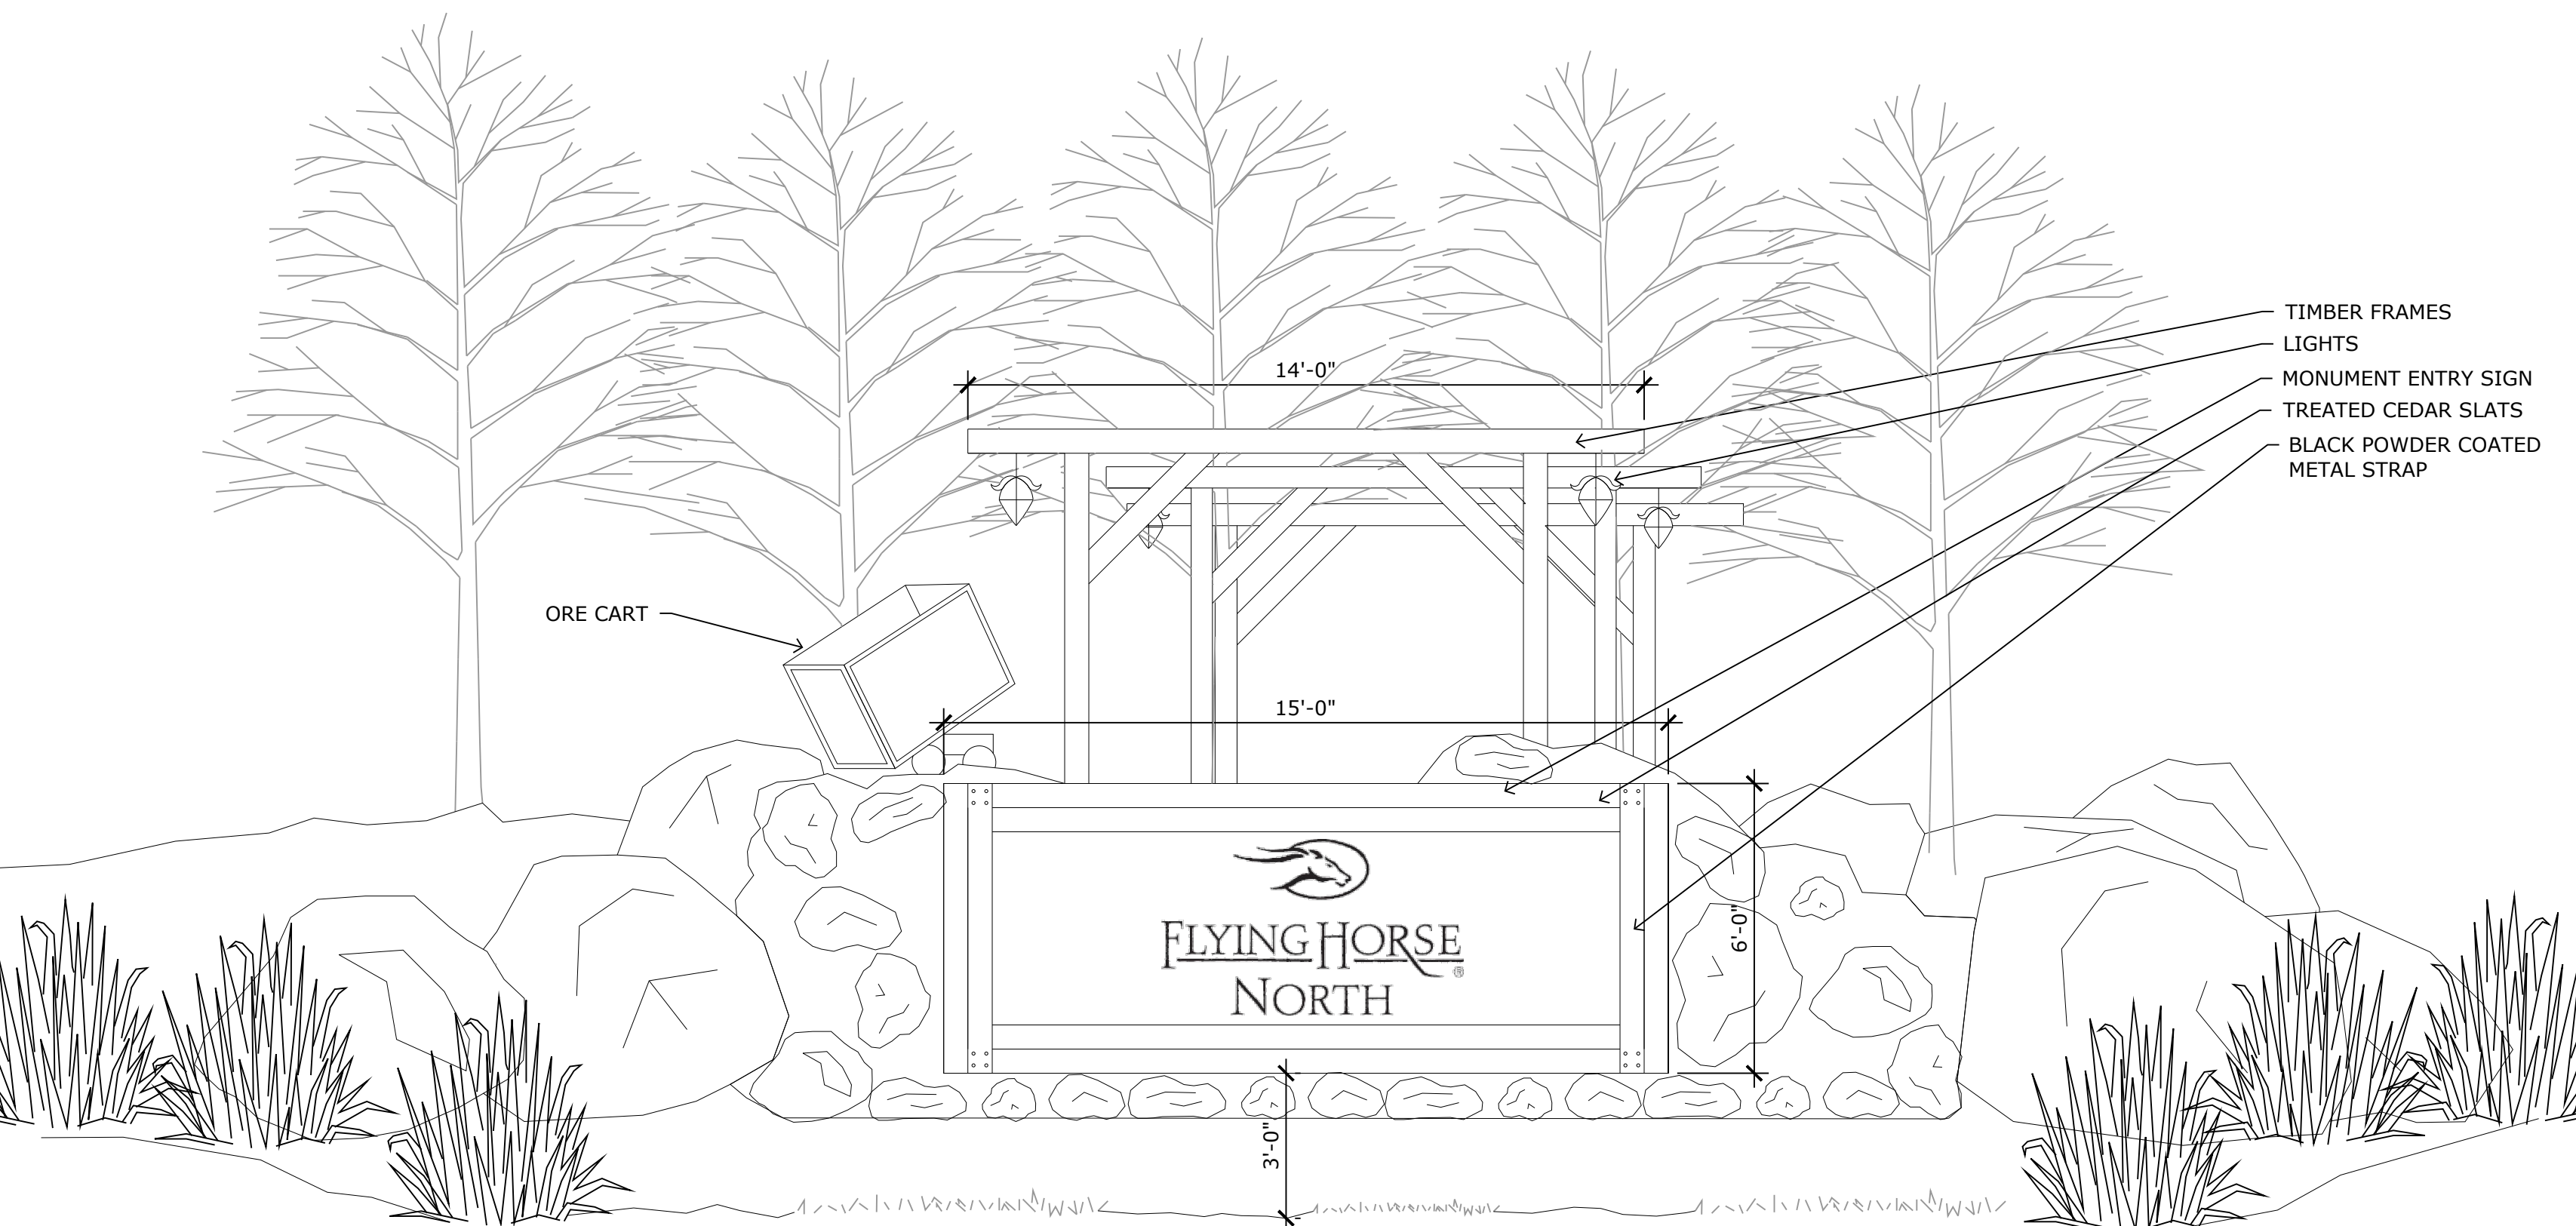 TIMBER FRAMES
LIGHTS
14'-0"
MONUMENT ENTRY SIGN
TREATED CEDAR SLATS
BLACK POWDER COATED
METAL STRAP
ORE CART
15'-0"
6'-0"
FLYING HORSE
®
NORTH
3'-0"